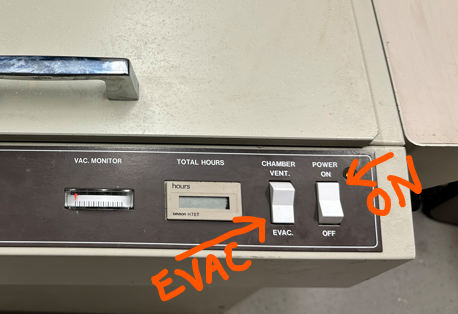 VAC. MONITOR
TOTAL HOURS
CHAMBER
VENT.
POWER
ON
hours
EVAC.
OFF
EVAC
ON